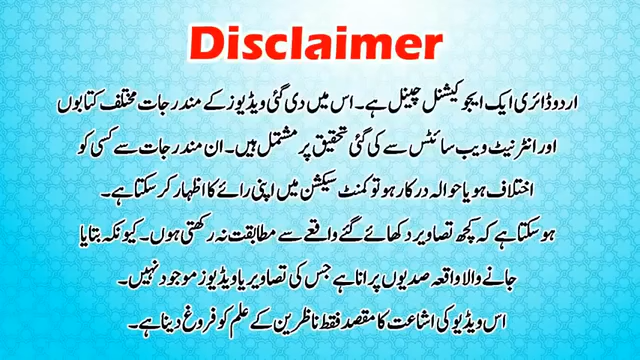 Disclaimer
اردو ڈائری ایک ایجوکیشنل چینل ہے۔ اس میں دی گئی ویڈیوز کے مندرجات مختلف کتابوں
اور انٹرنیٹ ویب سائٹس سے کی گئی تحقیق پر مشتمل ہیں۔ ان مندرجات سے کسی کو
اختلاف ہو یا حوالہ درکار ہو تو کمنٹ سیکشن میں اپنی رائے کا اظہار کر سکتا ہے۔
ہو سکتا ہے کہ کچھ تصاویر دکھائے گئے واقعے سے مطابقت نہ رکھتی ہوں۔ کیونکہ بتایا
جانے والا واقعہ صدیوں پرانا ہے جس کی تصاویر یا ویڈیوز موجود نہیں۔
اس ویڈیو کی اشاعت کا مقصد فقط ناظرین کے علم کو فروغ دینا ہے۔